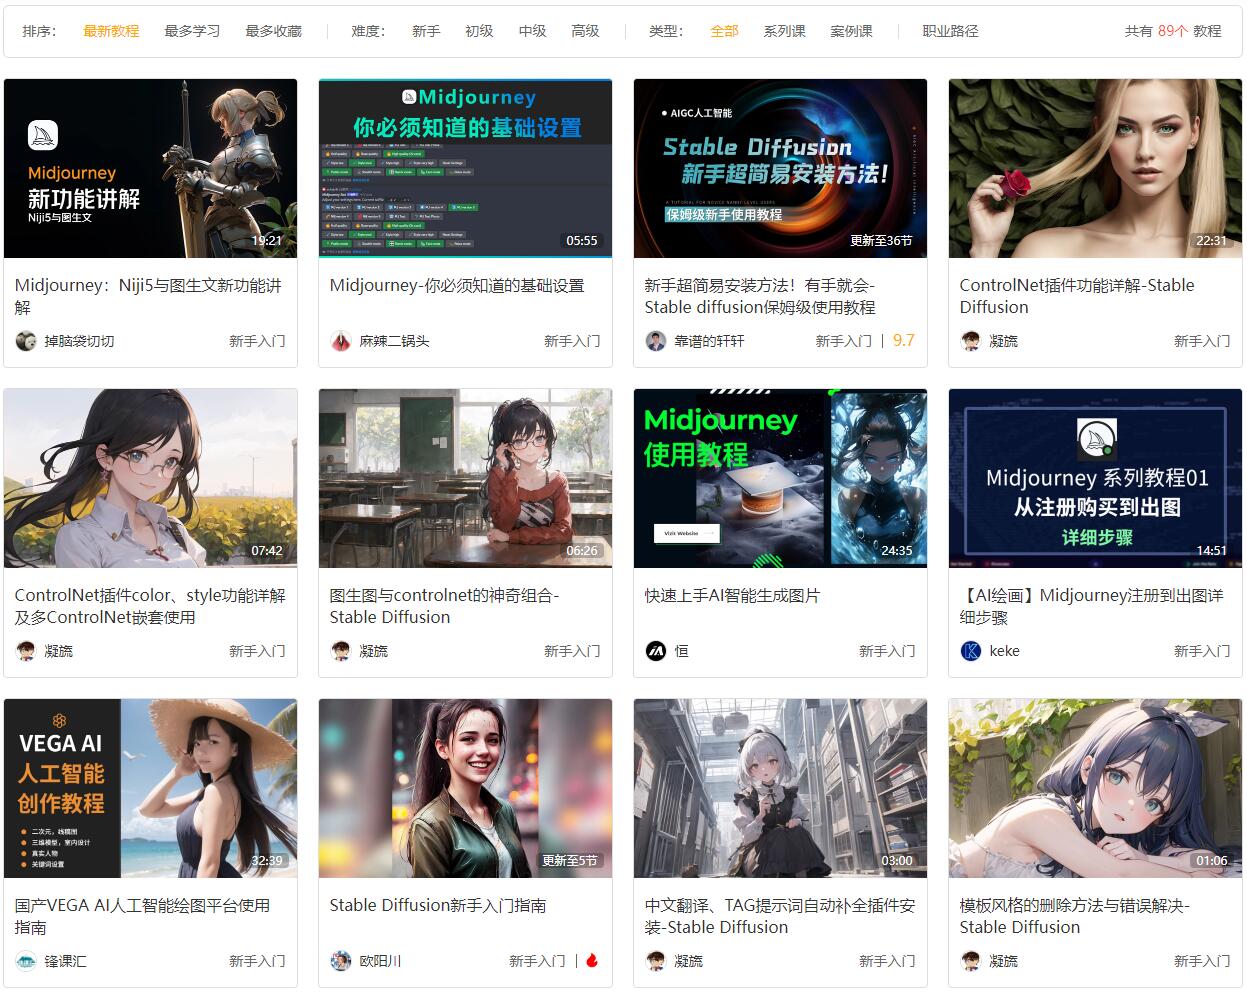 排序： 最新教程 最多学习 最多收藏 难度： 新手 初级 中级 高级 类型： 全部 系列课 案例课 职业路径 共有 89个 教程
Midjourney
新功能讲解
Niji5与图生文
19:21
Midjourney：Niji5与图生文新功能讲
解
掉脑袋切切 新手入门
Midjourney
你必须知道的基础设置
05:55
Midjourney-你必须知道的基础设置
麻辣二锅头 新手入门
AIGC人工智能
Stable Diffusion
新手超简易安装方法！
A TUTORIAL FOR NOVICE NANNY-LEVEL USERS
保姆级新手使用教程
更新至36节
新手超简易安装方法！有手就会-
Stable diffusion保姆级使用教程
靠谱的轩轩 新手入门 | 9.7
22:31
ControlNet插件功能详解-Stable
Diffusion
凝旒 新手入门
07:42
ControlNet插件color、style功能详解
及多ControlNet嵌套使用
凝旒 新手入门
06:26
图生图与controlnet的神奇组合-
Stable Diffusion
凝旒 新手入门
Midjourney
使用教程
Visit Website
24:35
快速上手AI智能生成图片
恒 新手入门
Midjourney 系列教程01
从注册购买到出图
详细步骤
14:51
【AI绘画】Midjourney注册到出图详
细步骤
keke 新手入门
VEGA AI
人工智能
创作教程
二次元，线稿图
三维模型，室内设计
真实人物
关键词设置
32:39
国产VEGA AI人工智能绘图平台使用
指南
锋课汇 新手入门
更新至5节
Stable Diffusion新手入门指南
欧阳川 新手入门 |
03:00
中文翻译、TAG提示词自动补全插件安
装-Stable Diffusion
凝旒 新手入门
01:06
模板风格的删除方法与错误解决-
Stable Diffusion
凝旒 新手入门